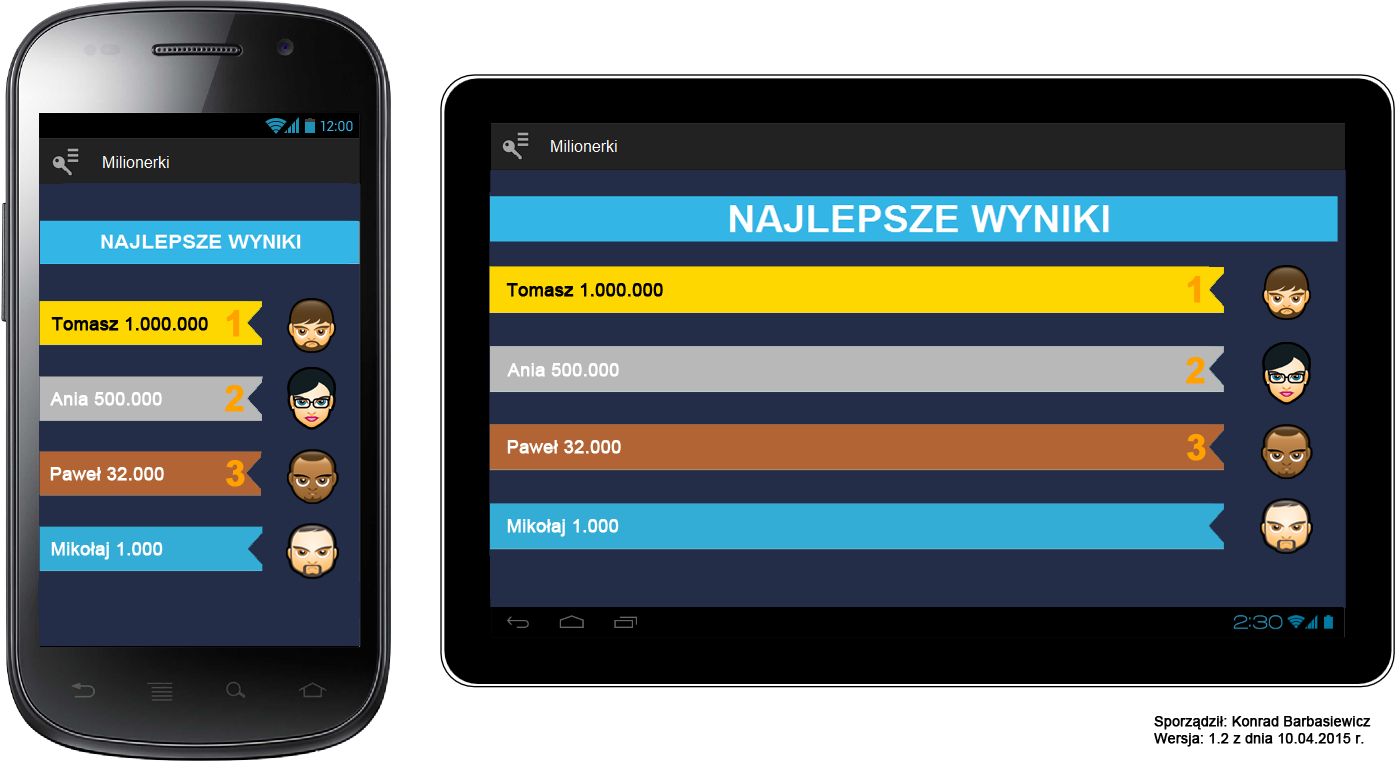 12:00
Milionerki
NAJLEPSZE WYNIKI
Tomasz 1.000.000 1
Ania 500.000 2
Paweł 32.000 3
Mikołaj 1.000
Milionerki
NAJLEPSZE WYNIKI
Tomasz 1.000.000 1
Ania 500.000 2
Paweł 32.000 3
Mikołaj 1.000
2:30
Sporządził: Konrad Barbasiewicz
Wersja: 1.2 z dnia 10.04.2015 r.